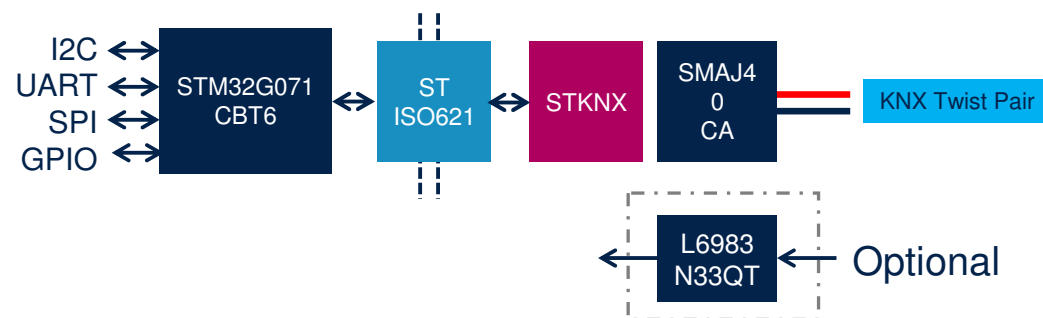 I2C
UART
SPI
GPIO
STM32G071
CBT6
ST
ISO621
STKNX
SMAJ4
0
CA
KNX Twist Pair
L6983
N33QT
Optional